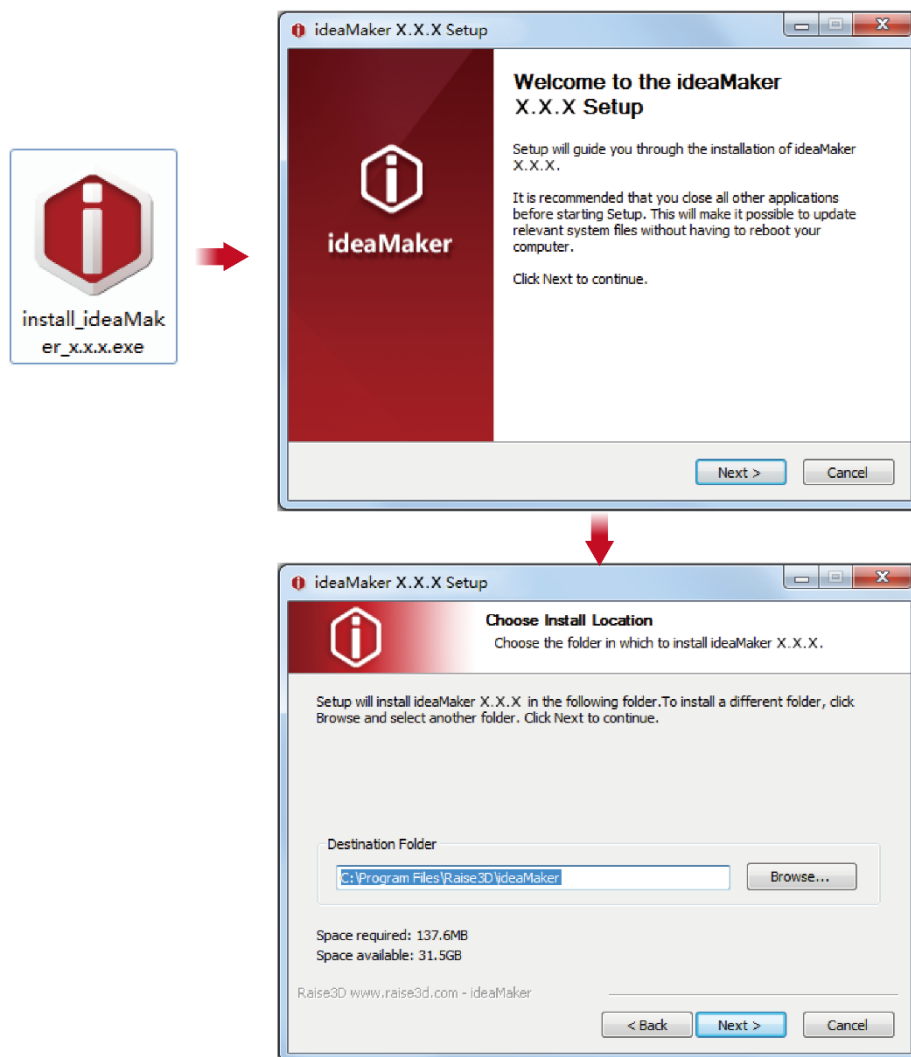 install_ideaMak
er_x.x.x.exe
ideaMaker X.X.X Setup
ideaMaker
Welcome to the ideaMaker
X.X.X Setup
Setup will guide you through the installation of ideaMaker
X.X.X.
It is recommended that you close all other applications
before starting Setup. This will make it possible to update
relevant system files without having to reboot your
computer.
Click Next to continue.
Next >
Cancel
ideaMaker X.X.X Setup
Choose Install Location
Choose the folder in which to install ideaMaker X.X.X.
Setup will install ideaMaker X.X.X in the following folder.To install a different folder, click
Browse and select another folder. Click Next to continue.
Destination Folder
C:\Program Files\Raise3D\ideaMaker
Browse...
Space required: 137.6MB
Space available: 31.5GB
Raise3D www.raise3d.com - ideaMaker
< Back
Next >
Cancel